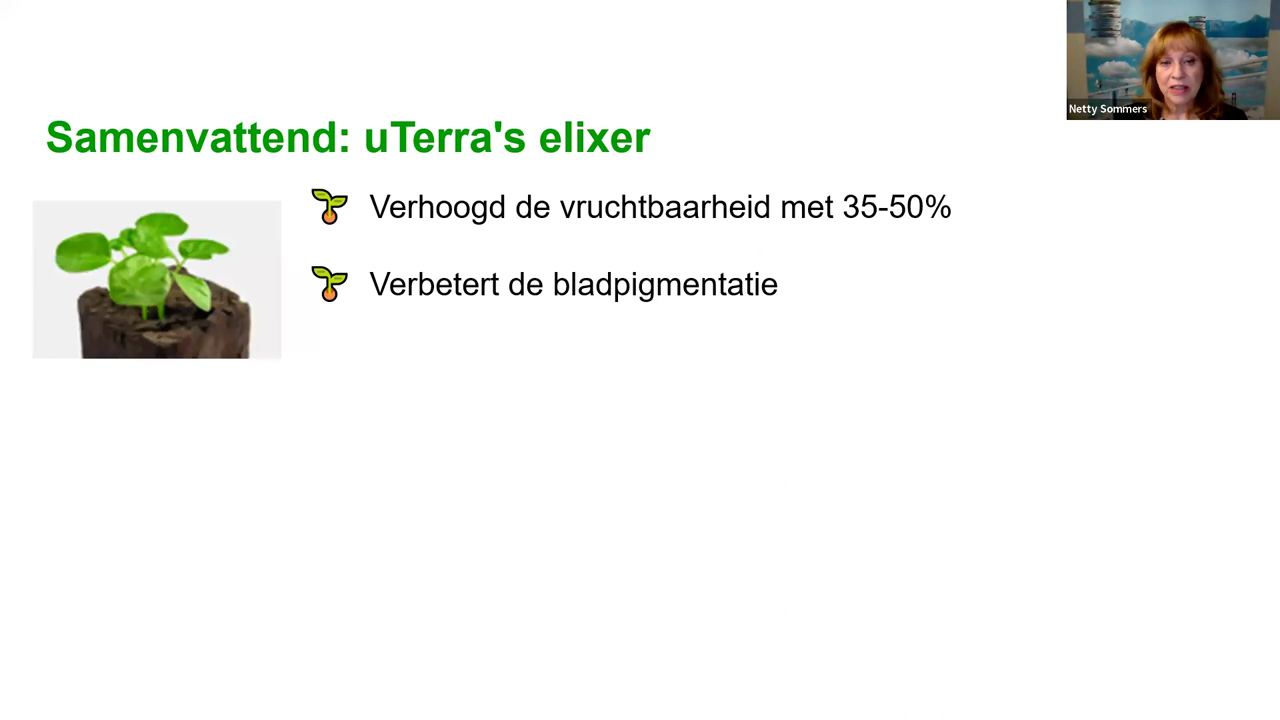 Netty Sommers
Samenvattend: uTerra's elixer
Verhoogd de vruchtbaarheid met 35-50%
Verbetert de bladpigmentatie